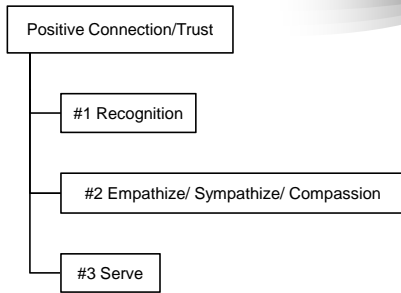 Positive Connection/Trust
#1 Recognition
#2 Empathize/ Sympathize/ Compassion
#3 Serve